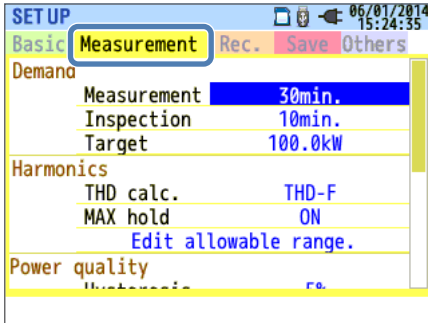 SET UP 06/01/2014
15:24:35
Basic Measurement Rec. Save Others
Demand
Measurement 30min.
Inspection 10min.
Target 100.0kW
Harmonics
THD calc. THD-F
MAX hold ON
Edit allowable range.
Power quality